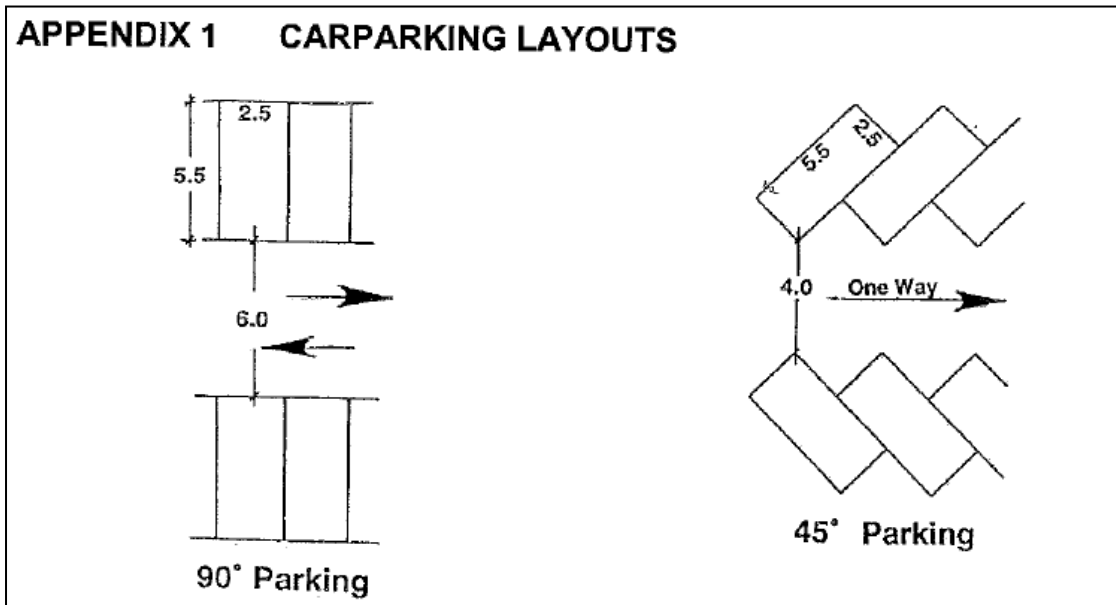 APPENDIX 1 CARPARKING LAYOUTS
2.5
5.5
6.0
90° Parking
2.5
5.5
4.0 One Way
45° Parking